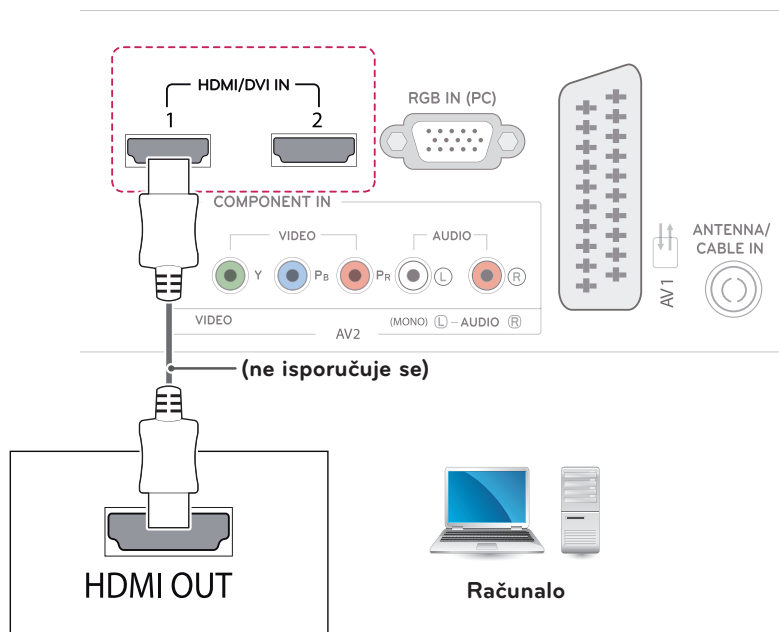 HDMI/DVI IN
1
2
RGB IN (PC)
COMPONENT IN
VIDEO
AUDIO
Y
PB
PR
L
R
VIDEO
AV2
(MONO) L – AUDIO R
AV1
ANTENNA/
CABLE IN
(ne isporučuje se)
HDMI OUT
Računalo